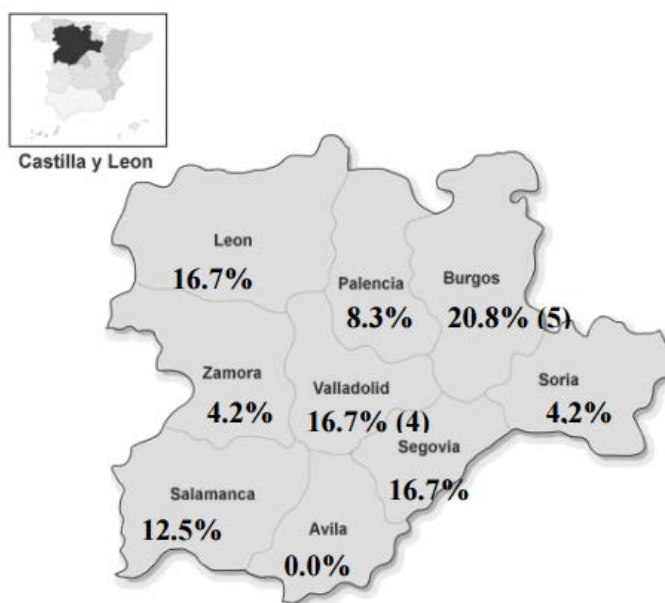 Castilla y Leon
Leon
16.7%
Palencia
8.3%
Burgos
20.8% (5)
Zamora
4.2%
Valladolid
16.7% (4)
Soria
4.2%
Segovia
16.7%
Salamanca
12.5%
Avila
0.0%